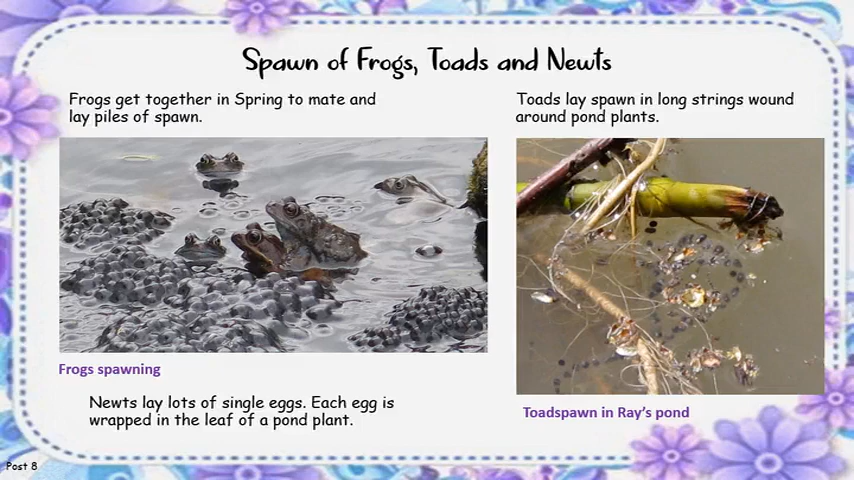 Spawn of Frogs, Toads and Newts
Frogs get together in Spring to mate and
lay piles of spawn.
Toads lay spawn in long strings wound
around pond plants.
Frogs spawning
Newts lay lots of single eggs. Each egg is
wrapped in the leaf of a pond plant.
Toadspawn in Ray's pond
Post 8